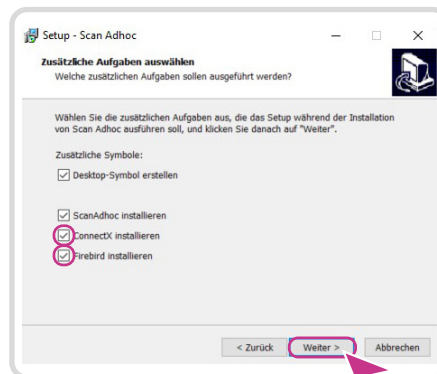 Setup - Scan Adhoc
Zusätzliche Aufgaben auswählen
Welche zusätzlichen Aufgaben sollen ausgeführt werden?
Wählen Sie die zusätzlichen Aufgaben aus, die das Setup während der Installation
von Scan Adhoc ausführen soll, und klicken Sie danach auf "Weiter".
Zusätzliche Symbole:
Desktop-Symbol erstellen
ScanAdhoc installieren
ConnectX installieren
Firebird installieren
< Zurück Weiter > Abbrechen